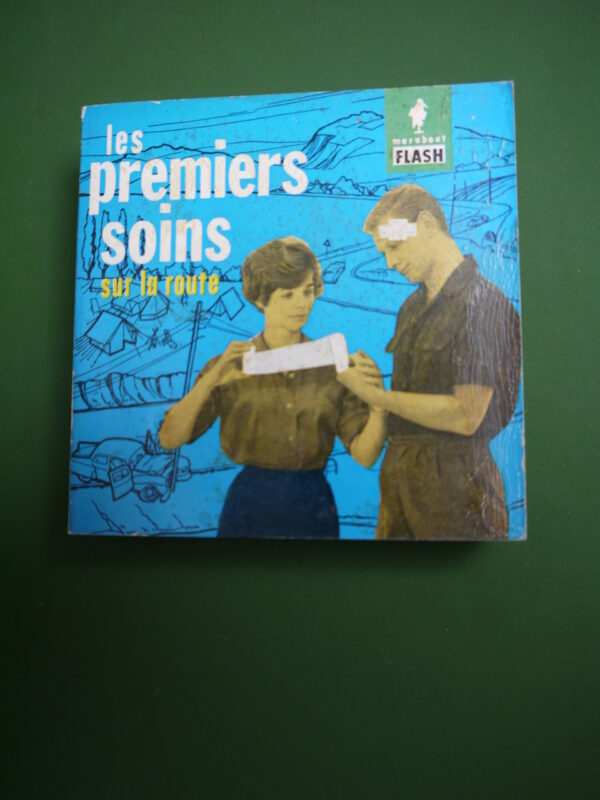 les
premiers
soins
sur la route
marabout
FLASH